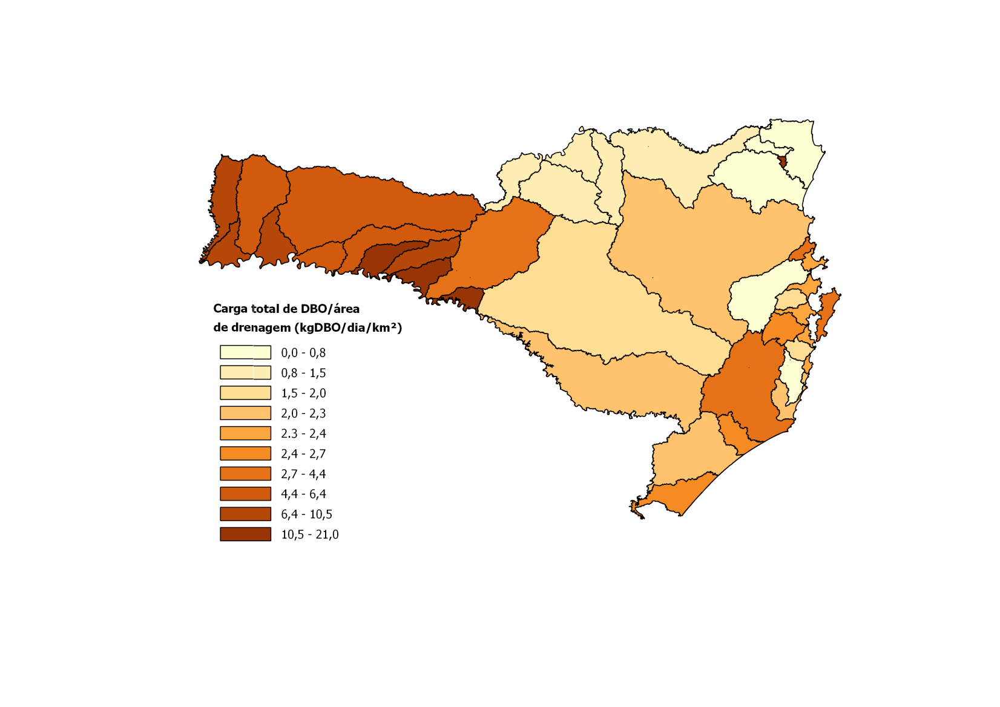 Carga total de DBO/área
de drenagem (kgDBO/dia/km²)
0,0 - 0,8
0,8 - 1,5
1,5 - 2,0
2,0 - 2,3
2.3 - 2,4
2,4 - 2,7
2,7 - 4,4
4,4 - 6,4
6,4 - 10,5
10,5 - 21,0